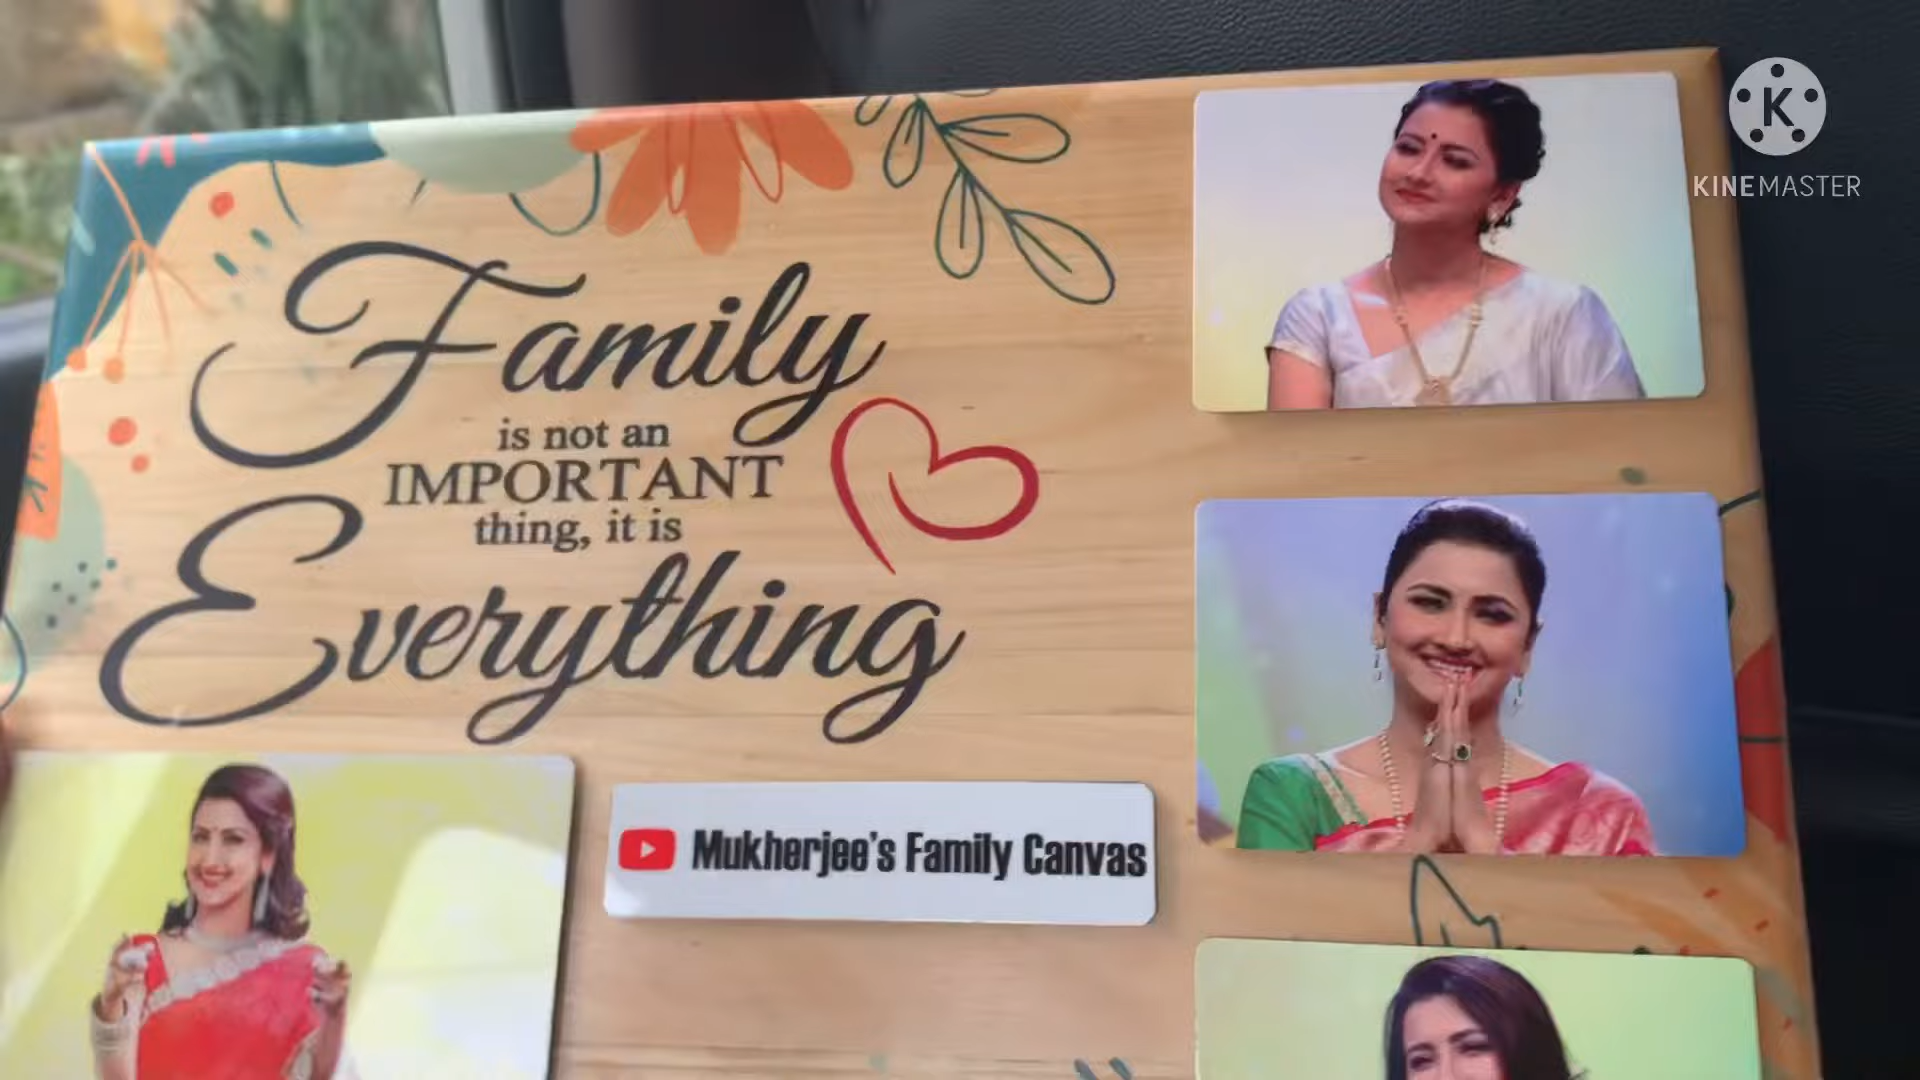 Family
is not an
IMPORTANT
thing, it is
Everything
Mukherjee's Family Canvas
K
KINEMASTER